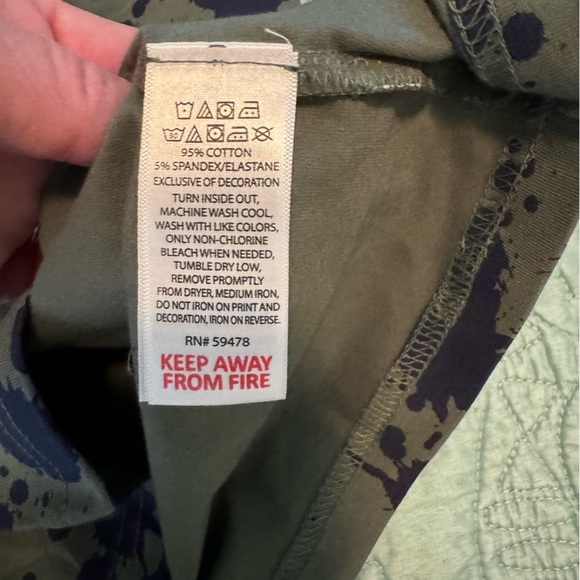 30
95% COTTON
5% SPANDEX/ELASTANE
EXCLUSIVE OF DECORATION
TURN INSIDE OUT,
MACHINE WASH COOL,
WASH WITH LIKE COLORS,
ONLY NON-CHLORINE
BLEACH WHEN NEEDED,
TUMBLE DRY LOW,
REMOVE PROMPTLY
FROM DRYER, MEDIUM IRON,
DO NOT IRON ON PRINT AND
DECORATION, IRON ON REVERSE.
RN# 59478
KEEP AWAY
FROM FIRE